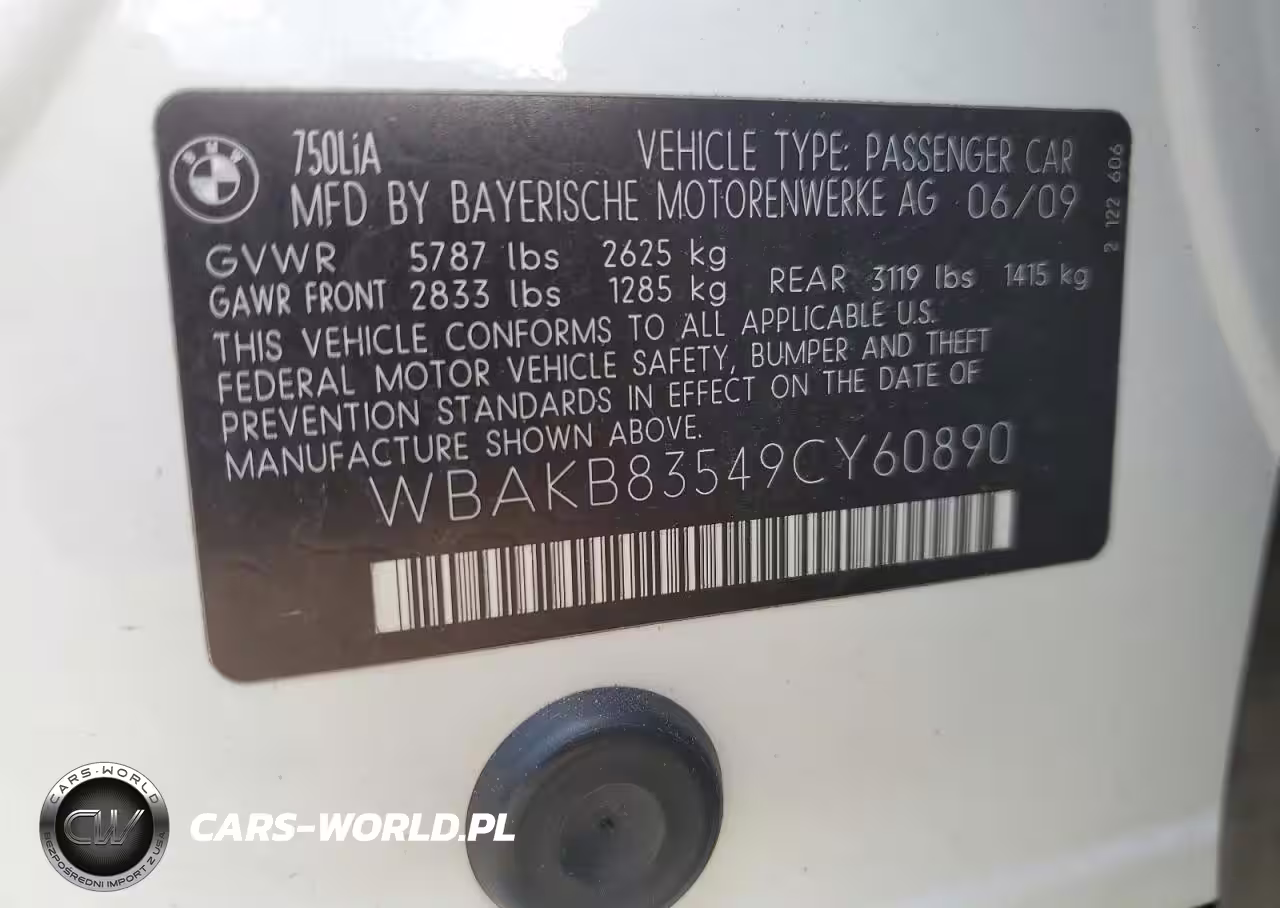 BMW
750LiA VEHICLE TYPE: PASSENGER CAR
MFD BY BAYERISCHE MOTORENWERKE AG 06/09
2 122 606
GVWR 5787 lbs 2625 kg
GAWR FRONT 2833 lbs 1285 kg REAR 3119 lbs 1415 kg
THIS VEHICLE CONFORMS TO ALL APPLICABLE U.S.
FEDERAL MOTOR VEHICLE SAFETY, BUMPER AND THEFT
PREVENTION STANDARDS IN EFFECT ON THE DATE OF
MANUFACTURE SHOWN ABOVE.
WBAKB83549CY60890
CARS-WORLD
CW
BEZPOŚREDNI IMPORT Z USA
CARS-WORLD.PL